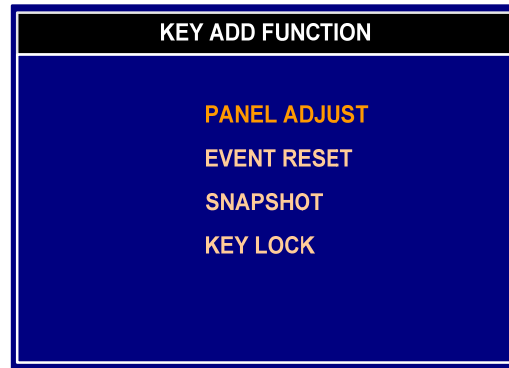 KEY ADD FUNCTION
PANEL ADJUST
EVENT RESET
SNAPSHOT
KEY LOCK